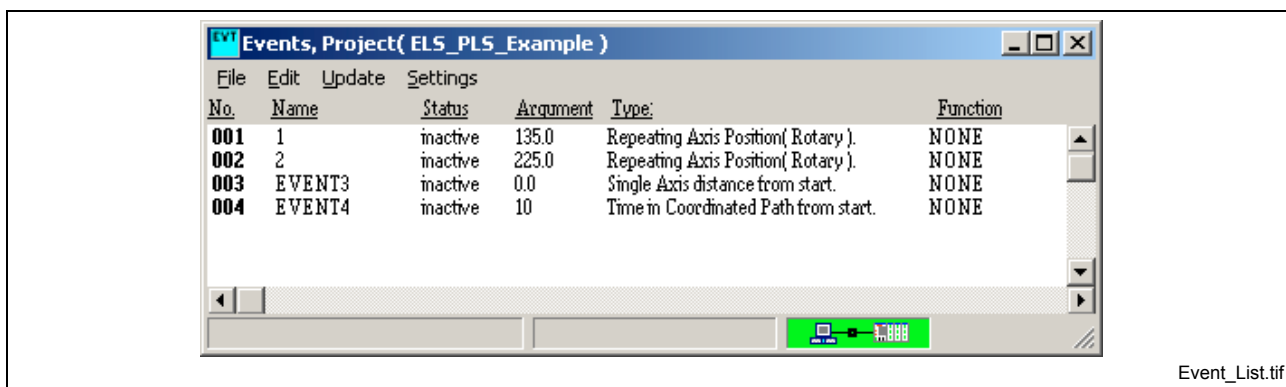 EVT Events, Project( ELS_PLS_Example )
File Edit Update Settings
No. Name Status Argument Type: Function
001 1 inactive 135.0 Repeating Axis Position( Rotary ). NONE
002 2 inactive 225.0 Repeating Axis Position( Rotary ). NONE
003 EVENT3 inactive 0.0 Single Axis distance from start. NONE
004 EVENT4 inactive 10 Time in Coordinated Path from start. NONE
Event_List.tif